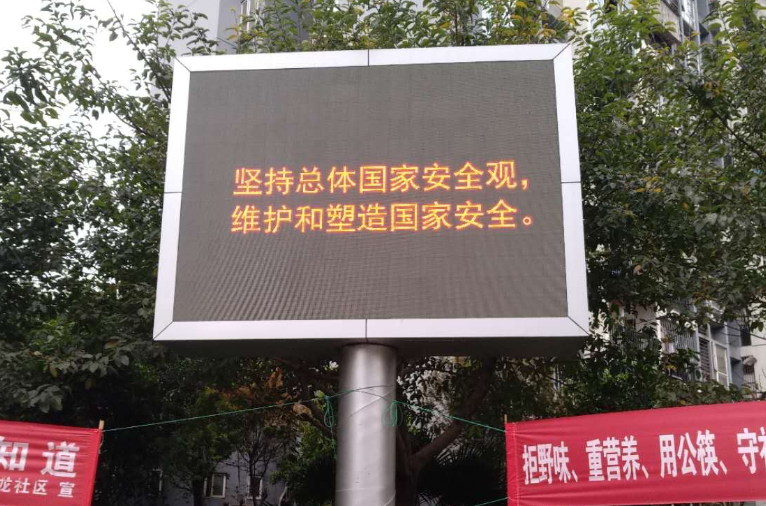 坚持总体国家安全观，
维护和塑造国家安全。
知道
社区 宣
拒野味、重营养、用公筷、守